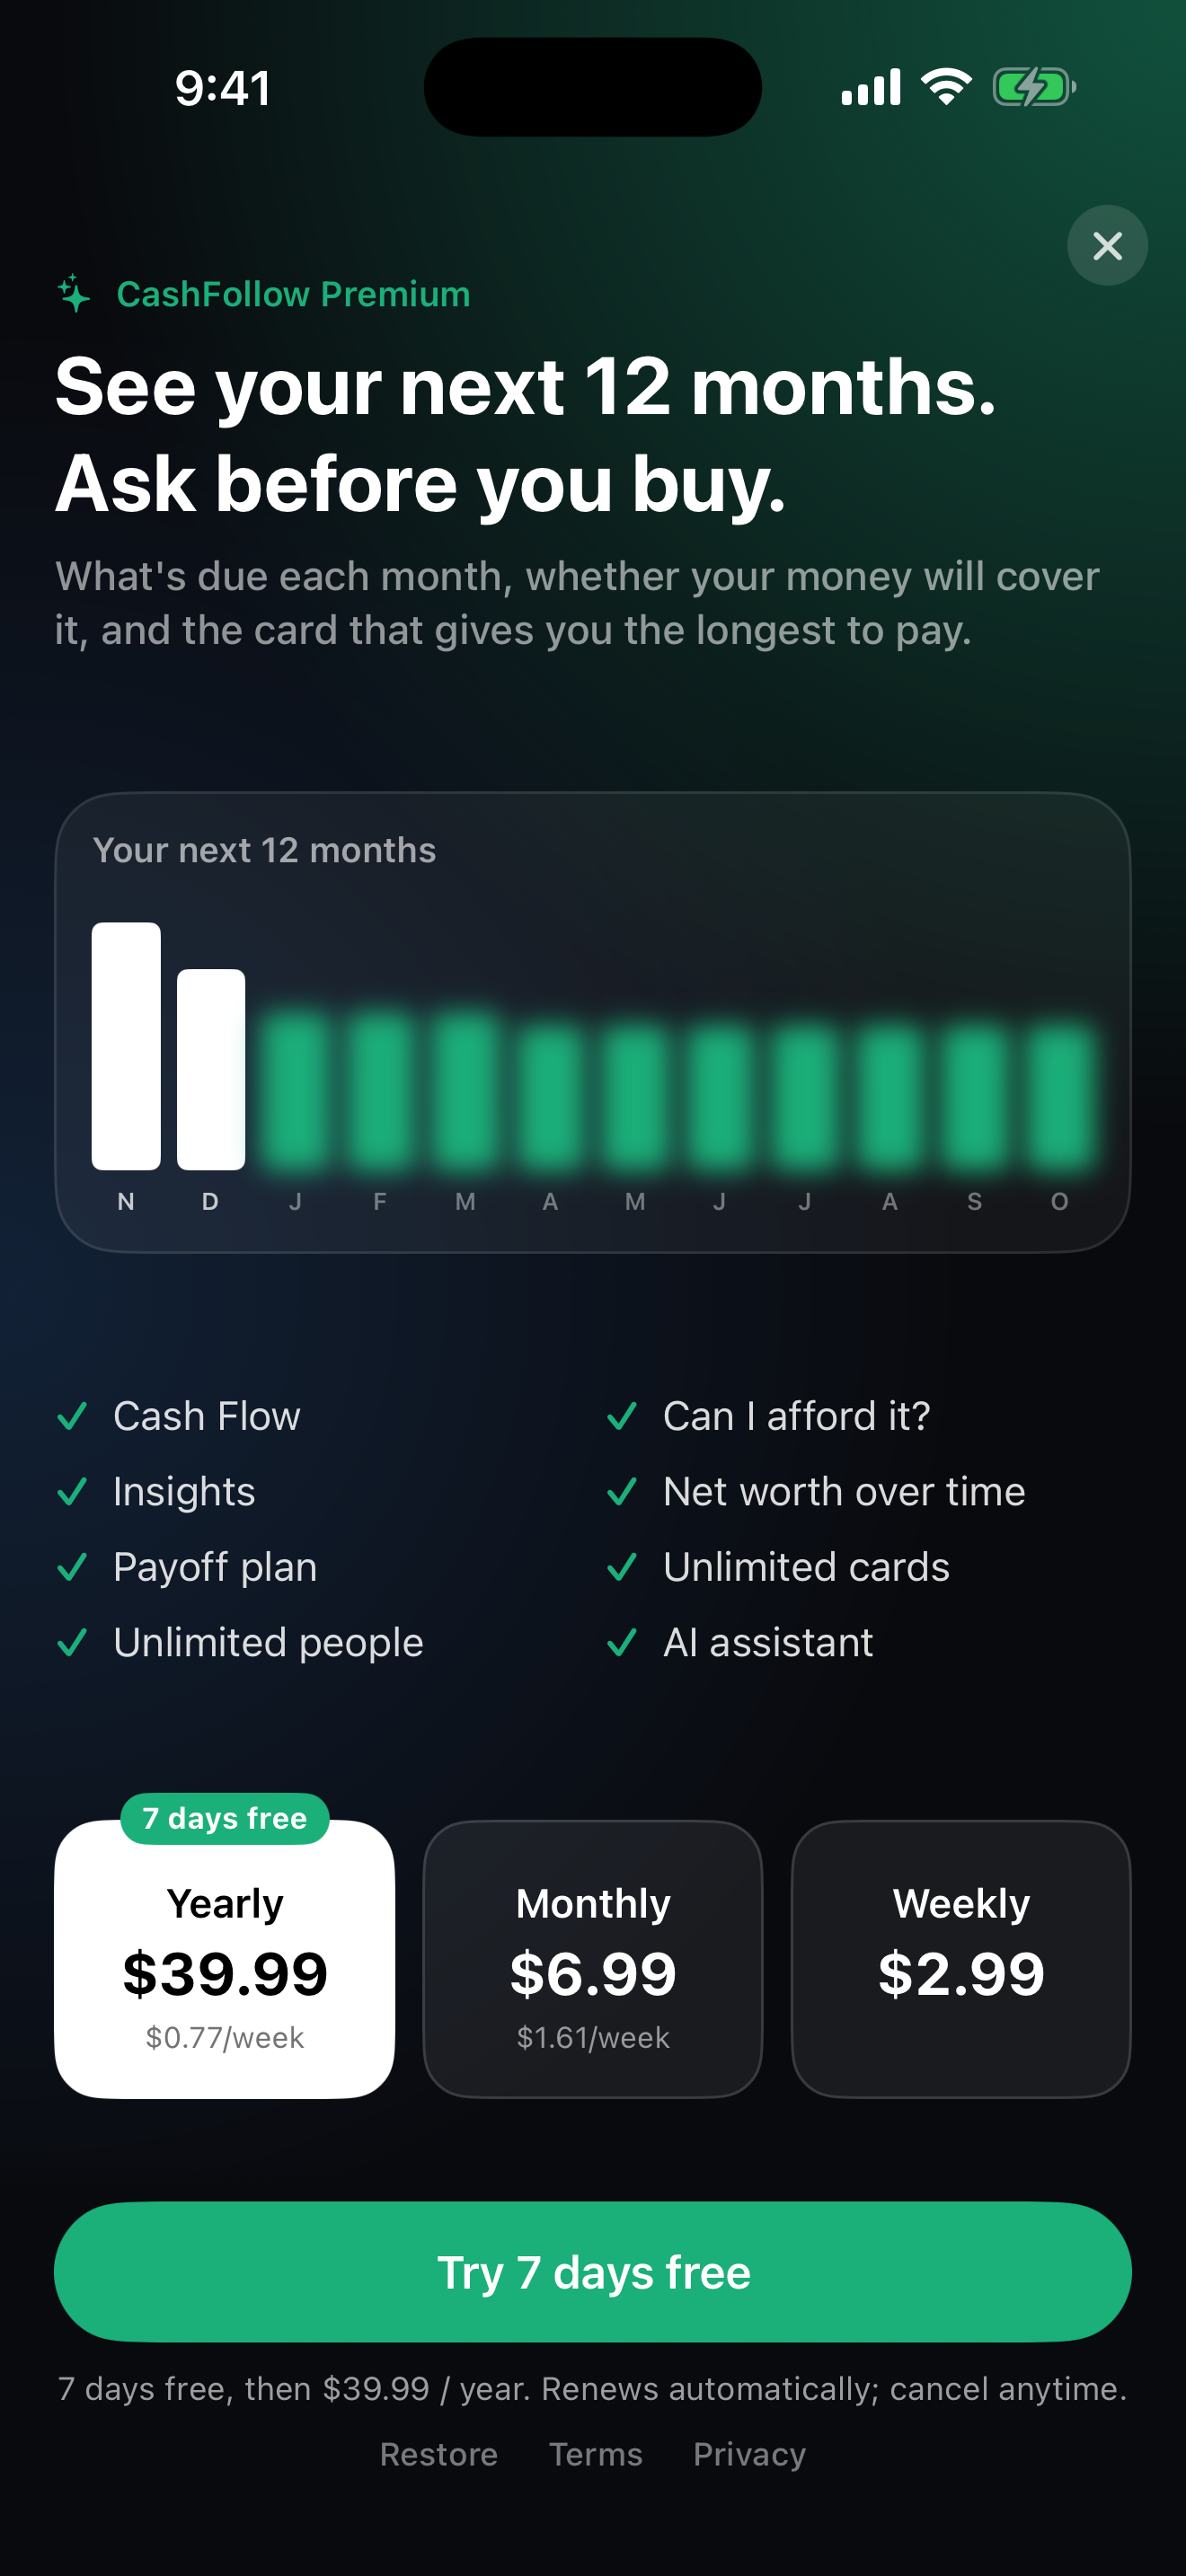 9:41
CashFollow Premium
See your next 12 months.
Ask before you buy.
What's due each month, whether your money will cover
it, and the card that gives you the longest to pay.
Your next 12 months
N D J F M A M J J A S O
Cash Flow
Can I afford it?
Insights
Net worth over time
Payoff plan
Unlimited cards
Unlimited people
AI assistant
7 days free
Yearly
$39.99
$0.77/week
Monthly
$6.99
$1.61/week
Weekly
$2.99
Try 7 days free
7 days free, then $39.99 / year. Renews automatically; cancel anytime.
Restore Terms Privacy